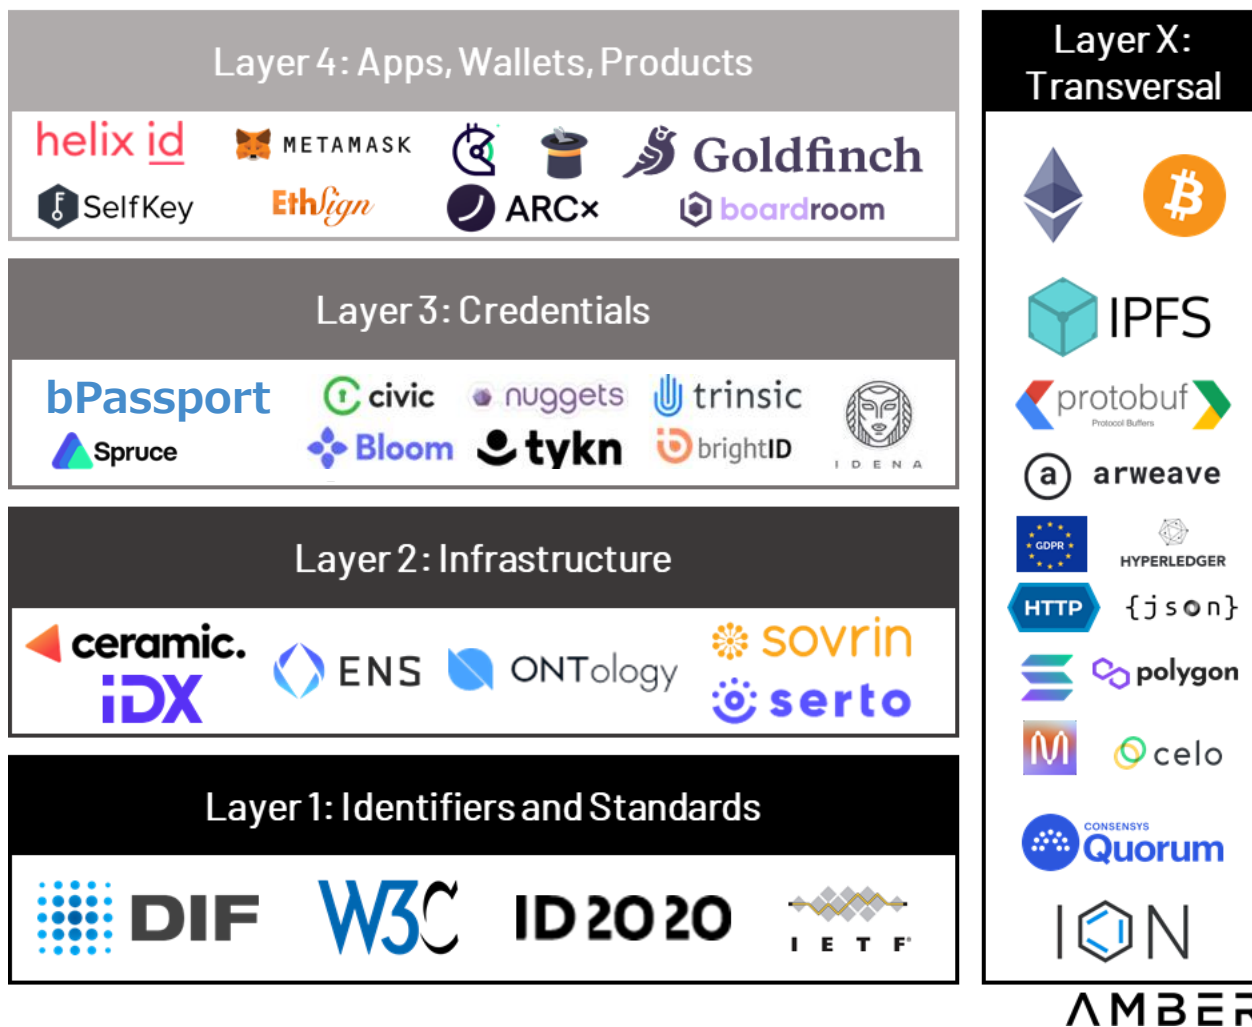 Layer 4: Apps, Wallets, Products
helix id
METAMASK
Goldfinch
SelfKey
EthSign
ARCx
boardroom
Layer 3: Credentials
bPassport
civic
nuggets
trinsic
Spruce
Bloom
tykn
brightID
IDENA
Layer 2: Infrastructure
ceramic.
iDX
ENS
ONTology
sovrin
serto
Layer 1: Identifiers and Standards
DIF
W3C
ID2020
IETF
Layer X:
Transversal
IPFS
protobuf
Protocol Buffers
a arweave
GDPR
HYPERLEDGER
HTTP
{json}
polygon
celo
CONSENSYS
Quorum
ION
AMBER